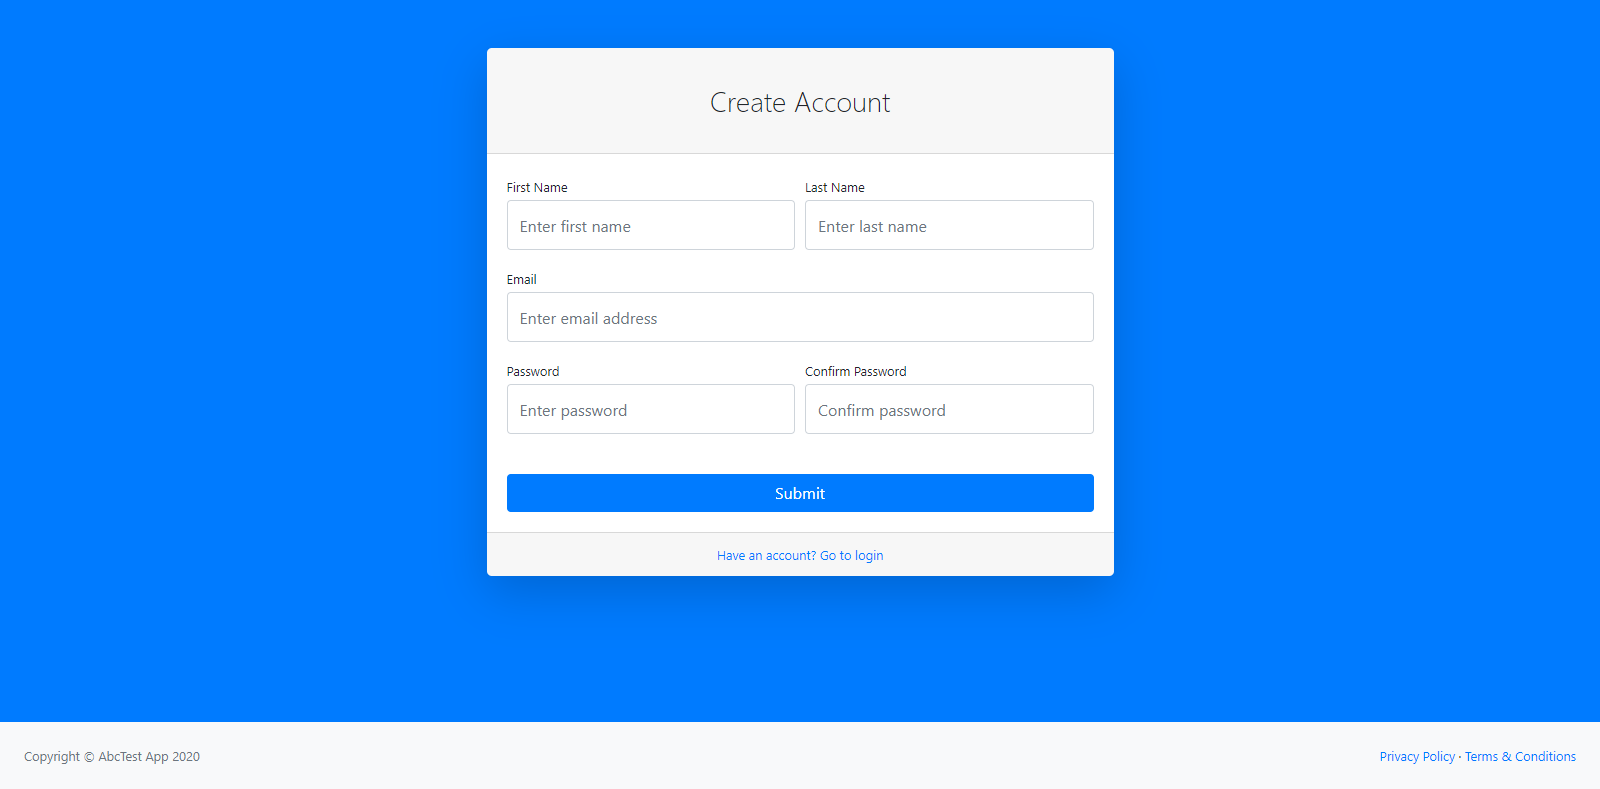 Create Account
First Name Last Name
Enter first name Enter last name
Email
Enter email address
Password Confirm Password
Enter password Confirm password
Submit
Have an account? Go to login
Copyright © AbcTest App 2020 Privacy Policy · Terms & Conditions